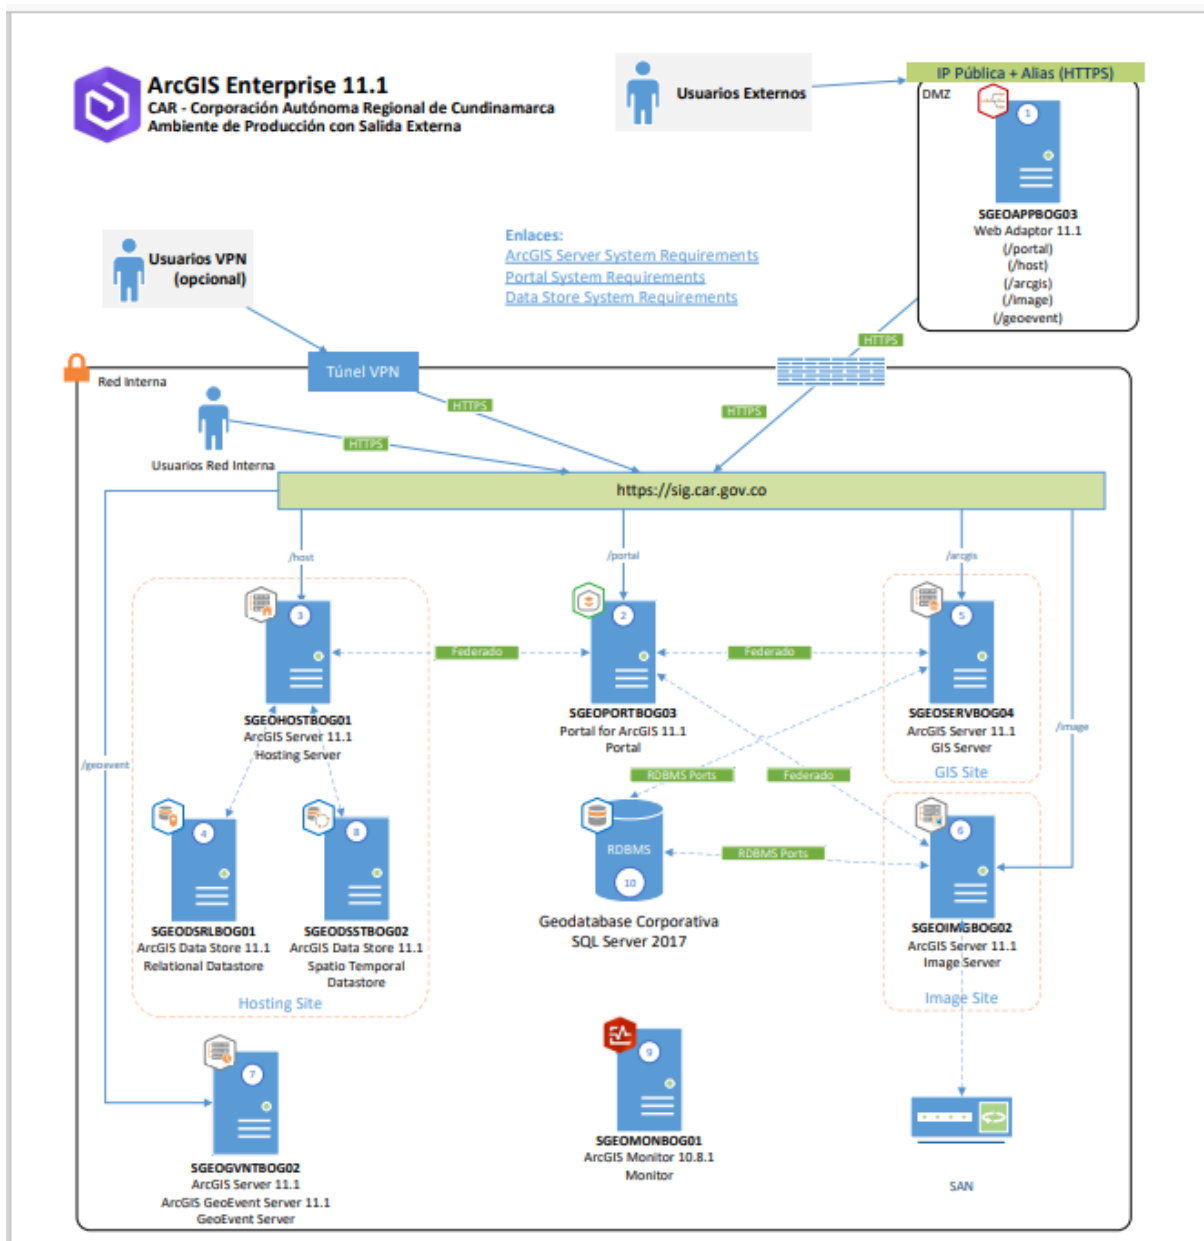 ArcGIS Enterprise 11.1
CAR - Corporación Autónoma Regional de Cundinamarca
Ambiente de Producción con Salida Externa
Usuarios Externos
IP Pública + Alias (HTTPS)
DMZ
1
SGEOAPPBOG03
Web Adaptor 11.1
(/portal)
(/host)
(/arcgis)
(/image)
(/geoevent)
Usuarios VPN
(opcional)
Enlaces:
ArcGIS Server System Requirements
Portal System Requirements
Data Store System Requirements
HTTPS
Red Interna
Túnel VPN
HTTPS
HTTPS
HTTPS
Usuarios Red Interna
https://sig.car.gov.co
/host
/portal
/arcgis
3
2
5
Federado
Federado
SGEOHOSTBOG01
ArcGIS Server 11.1
Hosting Server
SGEOPORTBOG03
Portal for ArcGIS 11.1
Portal
SGEOSERVBOG04
ArcGIS Server 11.1
GIS Server
GIS Site
/image
/geoevent
RDBMS Ports
Federado
4
8
RDBMS
10
RDBMS Ports
6
Geodatabase Corporativa
SQL Server 2017
SGEODSRLBOG01
ArcGIS Data Store 11.1
Relational Datastore
SGEODSSTBOG02
ArcGIS Data Store 11.1
Spatio Temporal
Datastore
Hosting Site
SGEOIMGBOG02
ArcGIS Server 11.1
Image Server
Image Site
7
9
SGEOGVNTBOG02
ArcGIS Server 11.1
ArcGIS GeoEvent Server 11.1
GeoEvent Server
SGEOMONBOG01
ArcGIS Monitor 10.8.1
Monitor
SAN